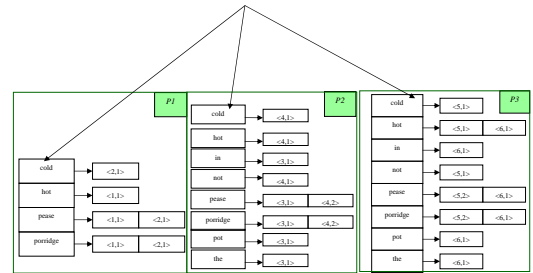 P1
cold <2,1>
hot <1,1>
pease <1,1> <2,1>
porridge <1,1> <2,1>
P2
cold <4,1>
hot <4,1>
in <3,1>
not <4,1>
pease <3,1> <4,2>
porridge <3,1> <4,2>
pot <3,1>
the <3,1>
P3
cold <5,1>
hot <5,1> <6,1>
in <6,1>
not <5,1>
pease <5,2> <6,1>
porridge <5,2> <6,1>
pot <6,1>
the <6,1>